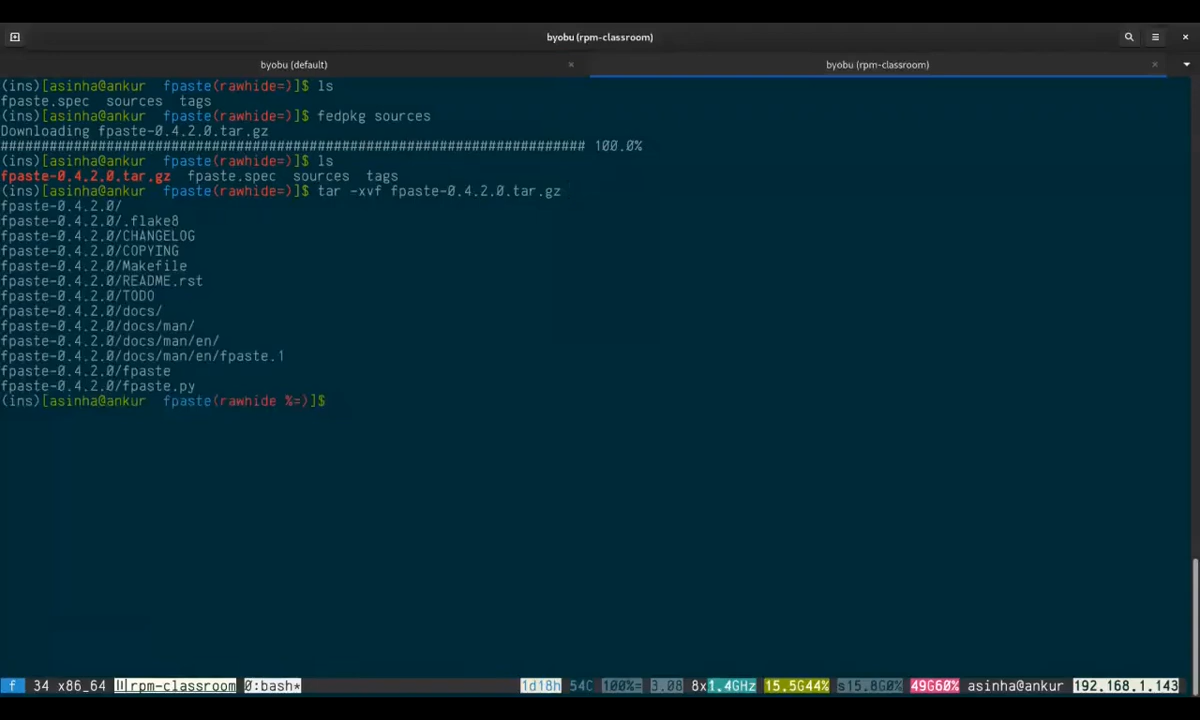 byobu (rpm-classroom)
byobu (default)
byobu (rpm-classroom)
(ins)[asinha@ankur  fpaste(rawhide=)]$ ls
fpaste.spec  sources  tags
(ins)[asinha@ankur  fpaste(rawhide=)]$ fedpkg sources
Downloading fpaste-0.4.2.0.tar.gz
######################################################################## 100.0%
(ins)[asinha@ankur  fpaste(rawhide=)]$ ls
fpaste-0.4.2.0.tar.gz  fpaste.spec  sources  tags
(ins)[asinha@ankur  fpaste(rawhide=)]$ tar -xvf fpaste-0.4.2.0.tar.gz
fpaste-0.4.2.0/
fpaste-0.4.2.0/.flake8
fpaste-0.4.2.0/CHANGELOG
fpaste-0.4.2.0/COPYING
fpaste-0.4.2.0/Makefile
fpaste-0.4.2.0/README.rst
fpaste-0.4.2.0/TODO
fpaste-0.4.2.0/docs/
fpaste-0.4.2.0/docs/man/
fpaste-0.4.2.0/docs/man/en/
fpaste-0.4.2.0/docs/man/en/fpaste.1
fpaste-0.4.2.0/fpaste
fpaste-0.4.2.0/fpaste.py
(ins)[asinha@ankur  fpaste(rawhide %=)]$
f 34 x86_64 rpm-classroom 0:bash* 1d18h 54C 100%= 3.08 8x1.4GHz 15.5G44% s15.8G0% 49G60% asinha@ankur 192.168.1.143